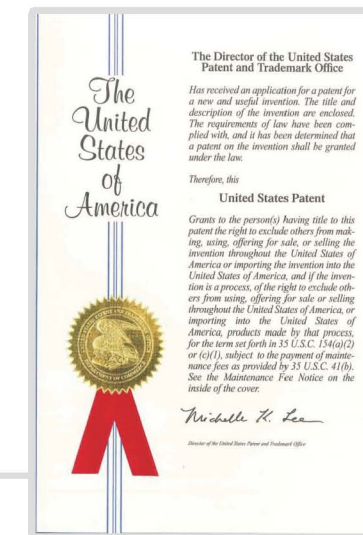 The
United
States
Of
America
The Director of the United States
Patent and Trademark Office
Has received an application for a patent for
a new and useful invention. The title and
description of the invention are enclosed.
The requirements of law have been com-
plied with, and it has been determined that
a patent on the invention shall be granted
under the law.
Therefore, this
United States Patent
Grants to the person(s) having title to this
patent the right to exclude others from mak-
ing, using, offering for sale, or selling the
invention throughout the United States of
America or importing the invention into the
United States of America, and if the inven-
tion is a process, of the right to exclude oth-
ers from using, offering for sale or selling
throughout the United States of America, or
importing into the United States of
America, products made by that process,
for the term set forth in 35 U.S.C. 154(a)(2)
or (c)(1), subject to the payment of mainte-
nance fees as provided by 35 U.S.C. 41(b).
See the Maintenance Fee Notice on the
inside of the cover.
Michelle K. Lee
Director of the United States Patent and Trademark Office